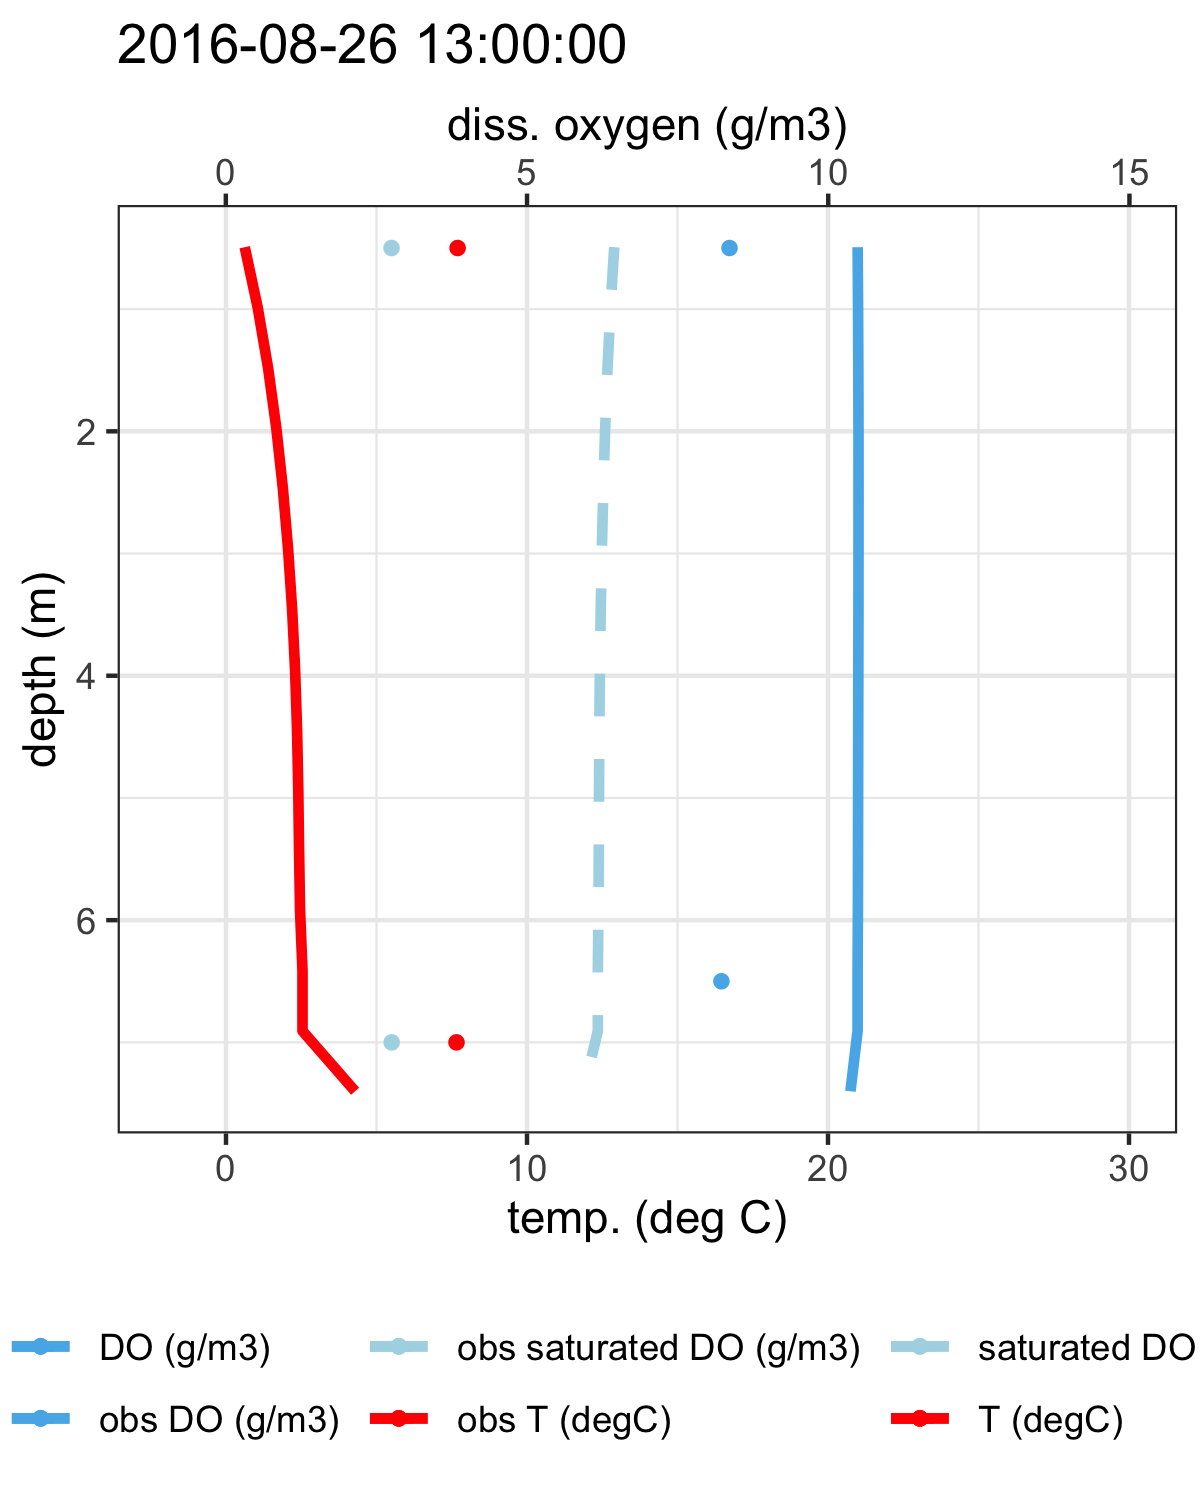 2016-08-26 13:00:00
diss. oxygen (g/m3)
0 5 10 15
depth (m)
2
4
6
0 10 20 30
temp. (deg C)
DO (g/m3) obs saturated DO (g/m3) saturated DO
obs DO (g/m3) obs T (degC) T (degC)